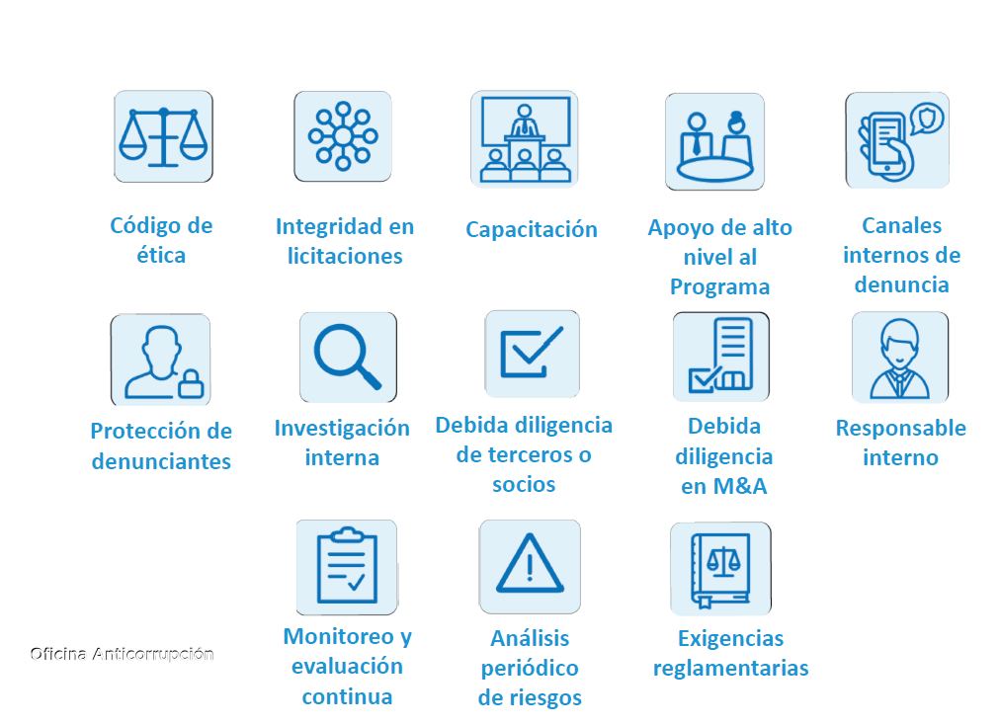 Código de
ética
Integridad en
licitaciones
Capacitación
Apoyo de alto
nivel al
Programa
Canales
internos de
denuncia
Protección de
denunciantes
Investigación
interna
Debida diligencia
de terceros o
socios
Debida
diligencia
en M&A
Responsable
interno
Monitoreo y
evaluación
continua
Análisis
periódico
de riesgos
Exigencias
reglamentarias
Oficina Anticorrupción